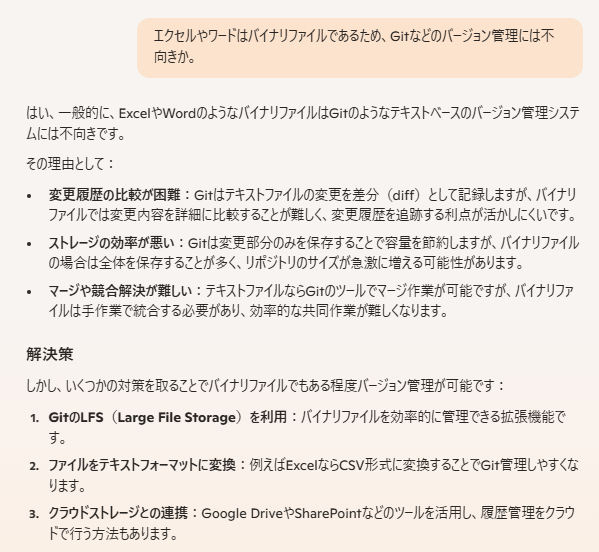 エクセルやワードはバイナリファイルであるため、Gitなどのバージョン管理には不
向きか。
はい、一般的に、ExcelやWordのようなバイナリファイルはGitのようなテキストベースのバージョン管理システ
ムには不向きです。
その理由として：
• 変更履歴の比較が困難：Gitはテキストファイルの変更を差分（diff）として記録しますが、バイナリ
ファイルでは変更内容を詳細に比較することが難しく、変更履歴を追跡する利点が活かしにくいです。
• ストレージの効率が悪い：Gitは変更部分のみを保存することで容量を節約しますが、バイナリファイル
の場合は全体を保存することが多く、リポジトリのサイズが急激に増える可能性があります。
• マージや競合解決が難しい：テキストファイルならGitのツールでマージ作業が可能ですが、バイナリファ
イルは手作業で統合する必要があり、効率的な共同作業が難しくなります。
解決策
しかし、いくつかの対策を取ることでバイナリファイルでもある程度バージョン管理が可能です：
1. GitのLFS（Large File Storage）を利用：バイナリファイルを効率的に管理できる拡張機能で
す。
2. ファイルをテキストフォーマットに変換：例えばExcelならCSV形式に変換することでGit管理しやすくな
ります。
3. クラウドストレージとの連携：Google DriveやSharePointなどのツールを活用し、履歴管理をクラウ
ドで行う方法もあります。